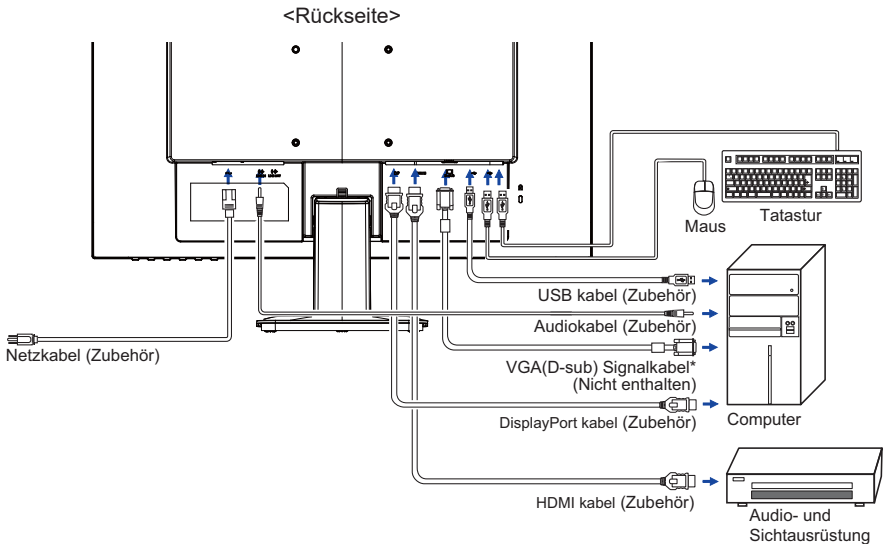 <Rückseite>
Maus
Tatastur
USB kabel (Zubehör)
Audiokabel (Zubehör)
Netzkabel (Zubehör)
VGA(D-sub) Signalkabel*
(Nicht enthalten)
DisplayPort kabel (Zubehör)
Computer
HDMI kabel (Zubehör)
Audio- und
Sichtausrüstung